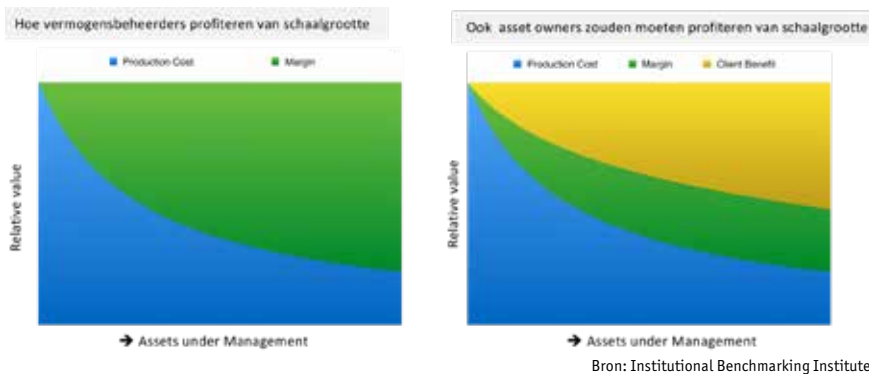 Hoe vermogensbeheerders profiteren van schaalgrootte
Production Cost Margin
Relative value
➔ Assets under Management
Ook asset owners zouden moeten profiteren van schaalgrootte
Production Cost Margin Client Benefit
Relative value
➔ Assets under Management
Bron: Institutional Benchmarking Institute